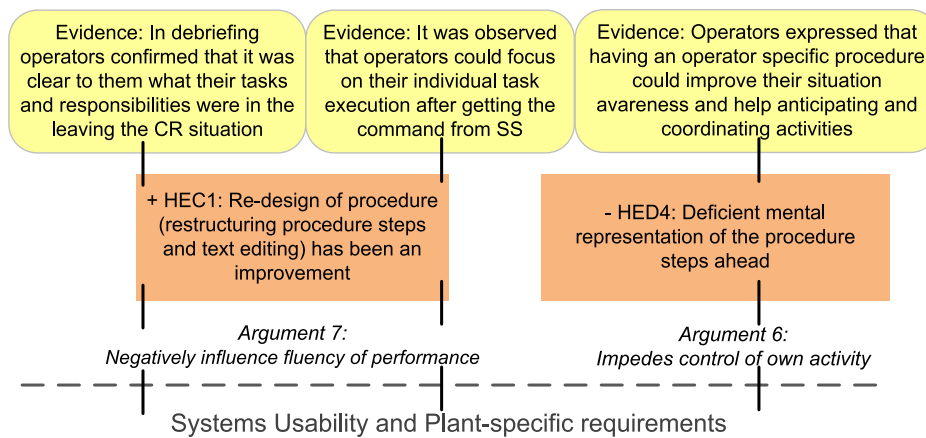 Evidence: In debriefing
operators confirmed that it was
clear to them what their tasks
and responsibilities were in the
leaving the CR situation
Evidence: It was observed
that operators could focus
on their individual task
execution after getting the
command from SS
Evidence: Operators expressed that
having an operator specific procedure
could improve their situation
avareness and help anticipating and
coordinating activities
+ HEC1: Re-design of procedure
(restructuring procedure steps
and text editing) has been an
improvement
- HED4: Deficient mental
representation of the procedure
steps ahead
Argument 7:
Negatively influence fluency of performance
Argument 6:
Impedes control of own activity
Systems Usability and Plant-specific requirements